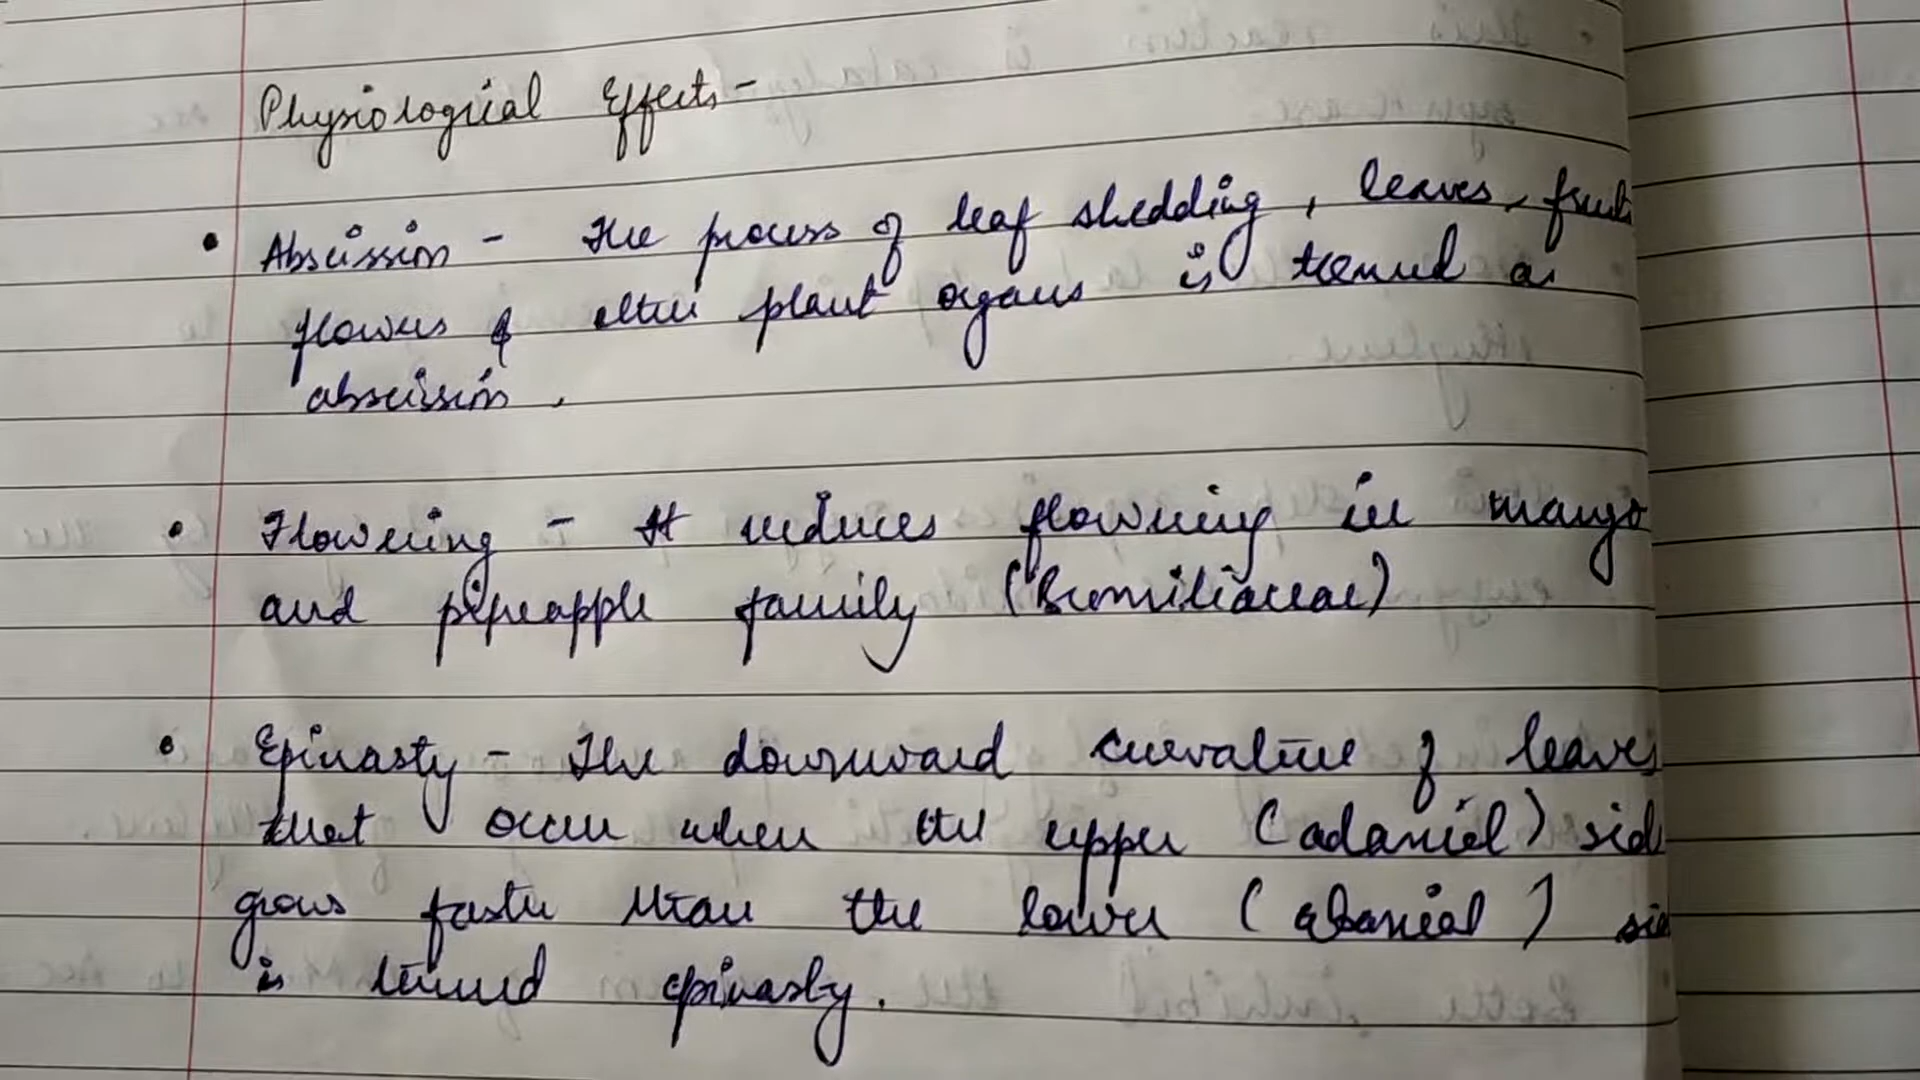 Physiological Effects -
• Abscission - The process of leaf shedding, leaves, fruits
flowers & other plant organs is termed as
abscission.
• Flowering - It reduces flowering in mango
and pineapple family (Bromiliaceae)
• Epinasty - The downward curvature of leaves
that occur when the upper (adaxial) side
grows faster than the lower (abaxial) side
is termed epinasty.